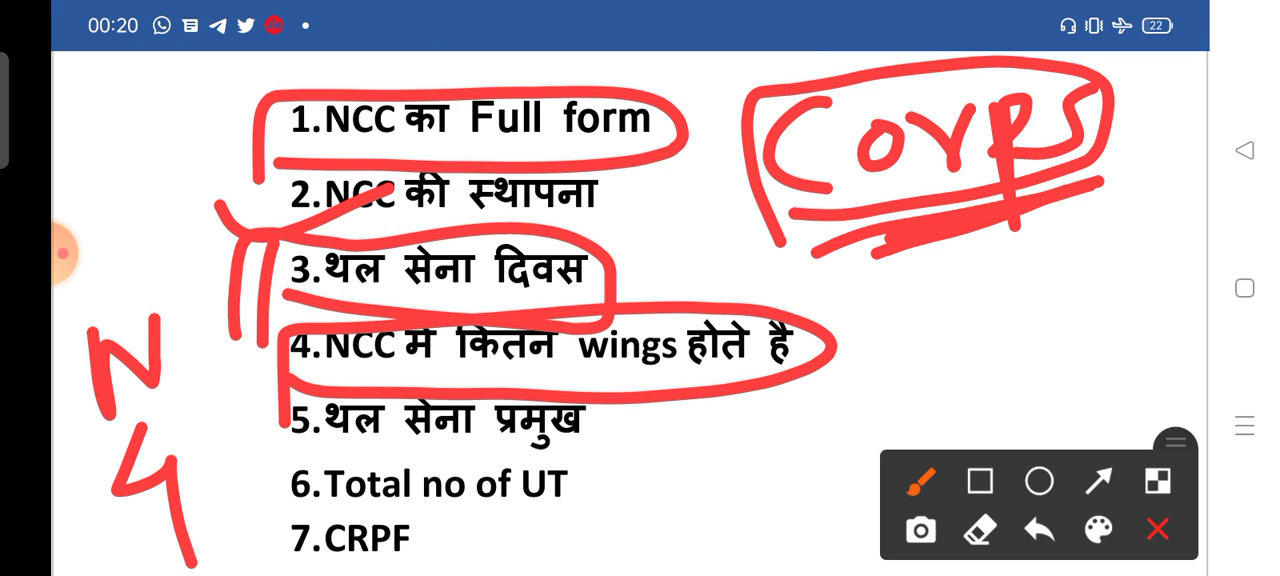 00:20
22
1.NCC का Full form
Corps
2.NCC की स्थापना
3.थल सेना दिवस
4.NCC में कितने wings होते है
5.थल सेना प्रमुख
6.Total no of UT
7.CRPF
N
4